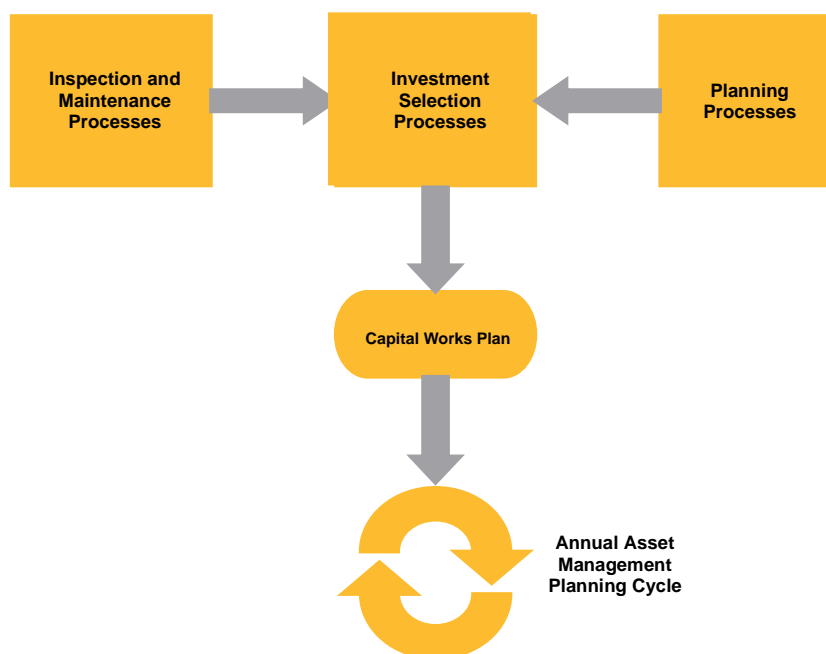 Inspection and
Maintenance
Processes
Investment
Selection
Processes
Planning
Processes
Capital Works Plan
Annual Asset
Management
Planning Cycle